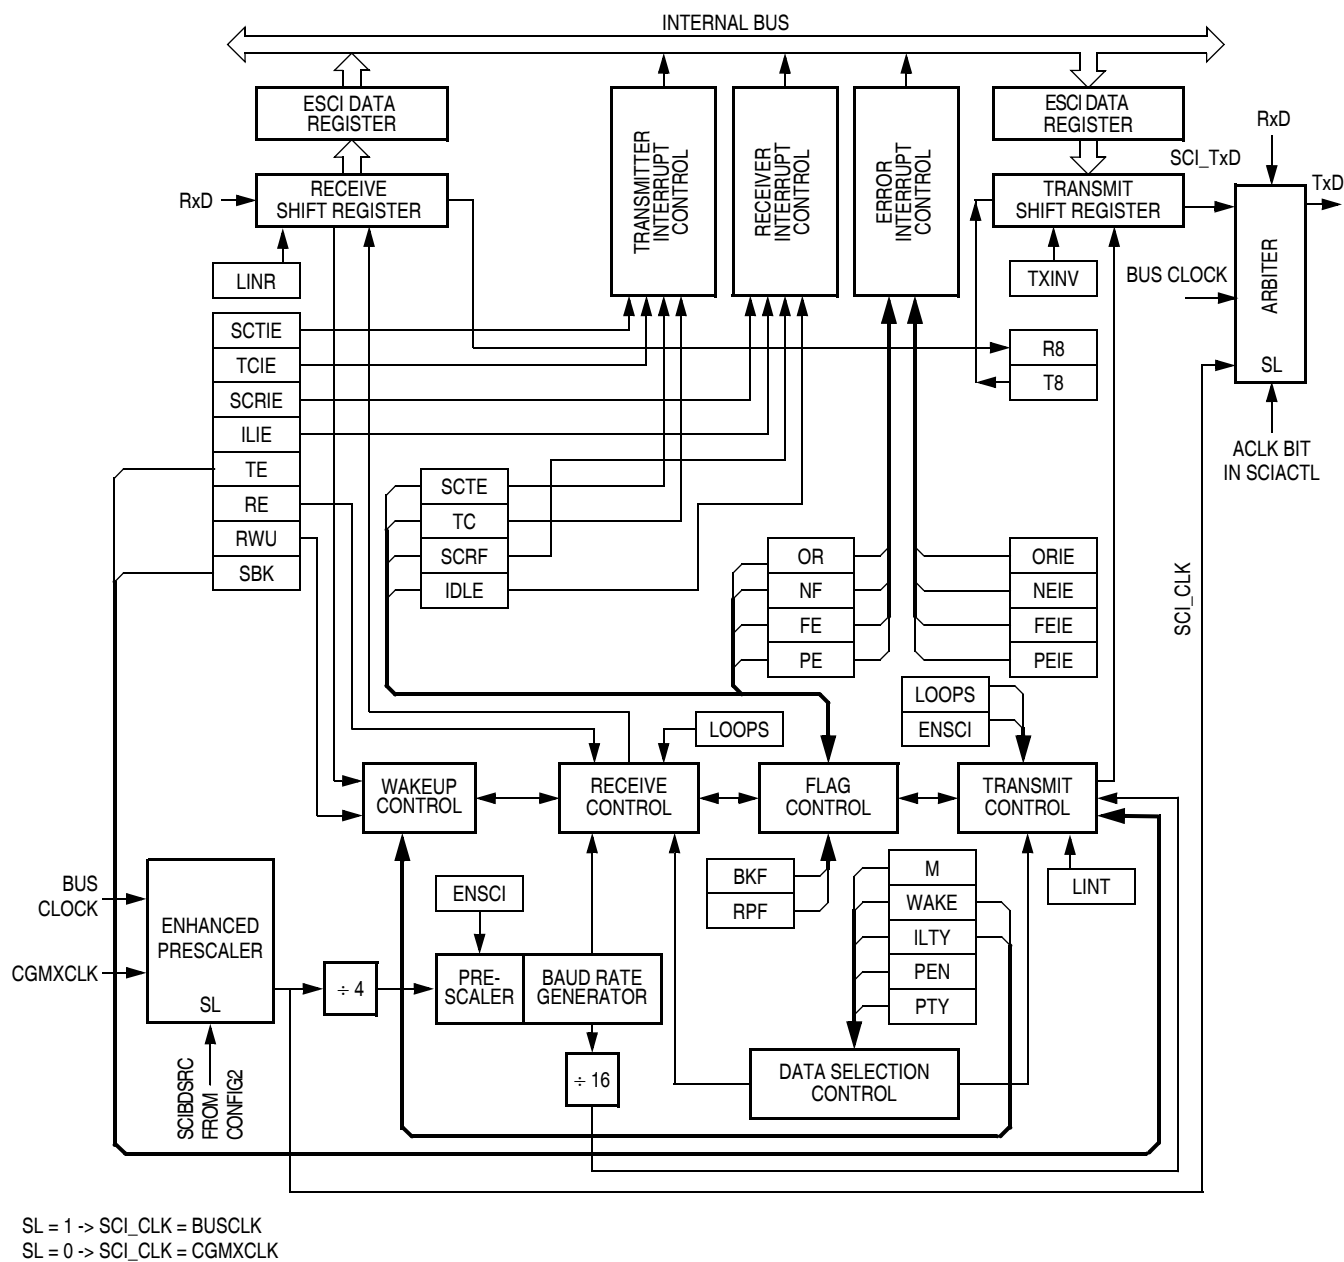 INTERNAL BUS
ESCI DATA
REGISTER
ESCI DATA
REGISTER
RxD
SCI_TxD
TxD
RxD
RECEIVE
SHIFT REGISTER
TRANSMITTER
INTERRUPT
CONTROL
RECEIVER
INTERRUPT
CONTROL
ERROR
INTERRUPT
CONTROL
TRANSMIT
SHIFT REGISTER
ARBITER
SL
LINR
TXINV
BUS CLOCK
SCTIE
TCIE
SCRIE
ILIE
TE
RE
RWU
SBK
R8
T8
ACLK BIT
IN SCIACTL
SCTE
TC
SCRF
IDLE
OR
NF
FE
PE
ORIE
NEIE
FEIE
PEIE
SCI_CLK
LOOPS
LOOPS
ENSCI
WAKEUP
CONTROL
RECEIVE
CONTROL
FLAG
CONTROL
TRANSMIT
CONTROL
BKF
RPF
M
WAKE
ILTY
PEN
PTY
LINT
BUS
CLOCK
CGMXCLK
ENHANCED
PRESCALER
SL
ENSCI
÷ 4
PRE-
SCALER
BAUD RATE
GENERATOR
÷ 16
DATA SELECTION
CONTROL
SCIBDSRC
FROM
CONFIG2
SL = 1 -> SCI_CLK = BUSCLK
SL = 0 -> SCI_CLK = CGMXCLK